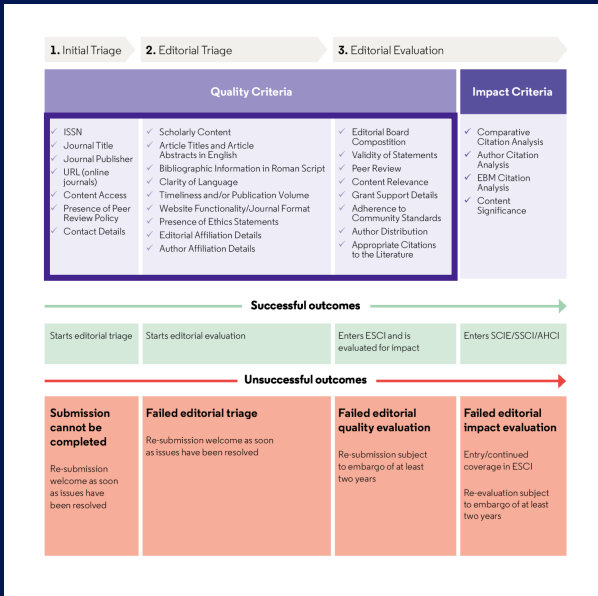 1. Initial Triage
2. Editorial Triage
3. Editorial Evaluation
Quality Criteria
Impact Criteria
✓ ISSN
✓ Journal Title
✓ Journal Publisher
✓ URL (online
journals)
✓ Content Access
✓ Presence of Peer
Review Policy
✓ Contact Details
✓ Scholarly Content
✓ Article Titles and Article
Abstracts in English
✓ Bibliographic Information in Roman Script
✓ Clarity of Language
✓ Timeliness and/or Publication Volume
✓ Website Functionality/Journal Format
✓ Presence of Ethics Statements
✓ Editorial Affiliation Details
✓ Author Affiliation Details
✓ Editorial Board
Compostition
✓ Validity of Statements
✓ Peer Review
✓ Content Relevance
✓ Grant Support Details
✓ Adherence to
Community Standards
✓ Author Distribution
✓ Appropriate Citations
to the Literature
✓ Comparative
Citation Analysis
✓ Author Citation
Analysis
✓ EBM Citation
Analysis
✓ Content
Significance
Successful outcomes
Starts editorial triage
Starts editorial evaluation
Enters ESCI and is
evaluated for impact
Enters SCIE/SSCI/AHCI
Unsuccessful outcomes
Submission
cannot be
completed
Re-submission
welcome as soon
as issues have
been resolved
Failed editorial triage
Re-submission welcome as soon
as issues have been resolved
Failed editorial
quality evaluation
Re-submission subject
to embargo of at least
two years
Failed editorial
impact evaluation
Entry/continued
coverage in ESCI
Re-evaluation subject
to embargo of at least
two years